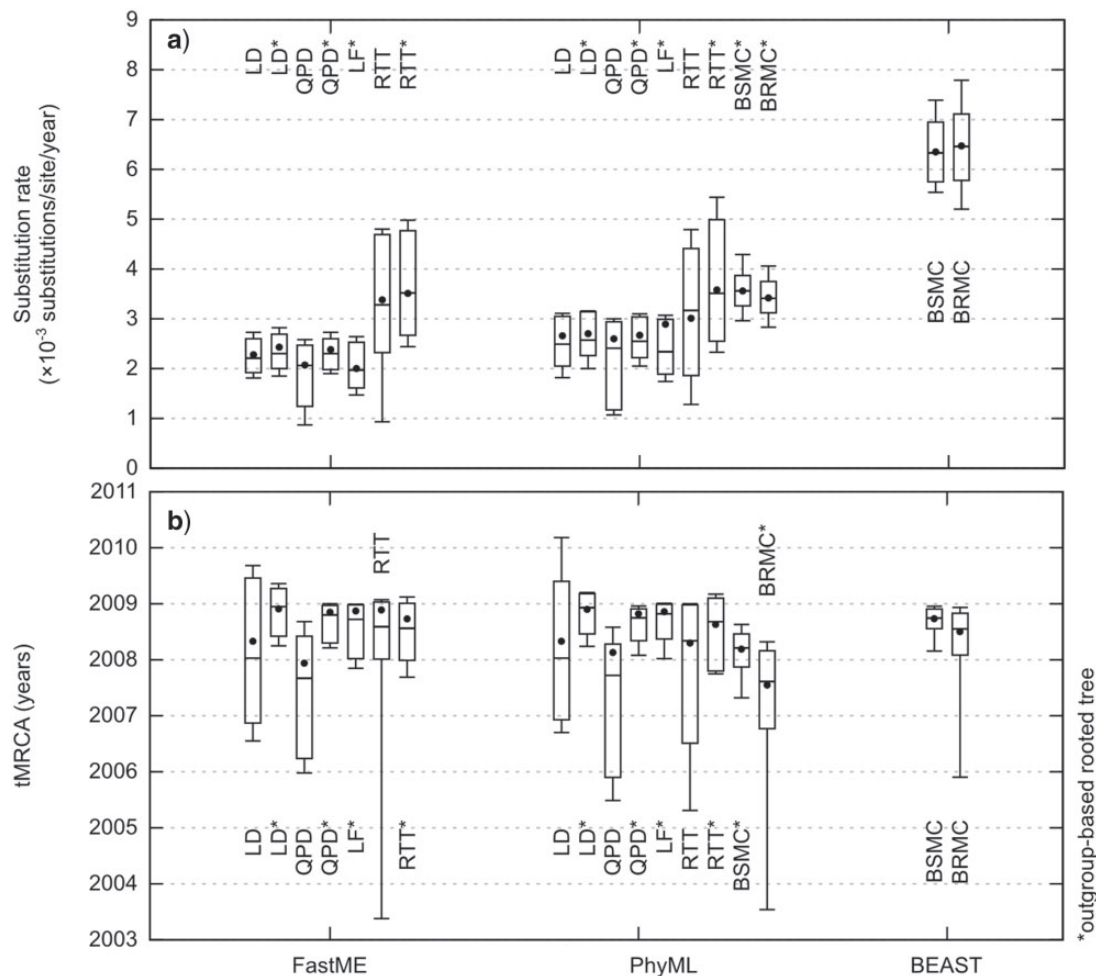 a)
9
8
7
6
5
4
3
2
1
0
Substitution rate
(×10⁻³ substitutions/site/year)
LD
LD*
QPD
QPD*
LF*
RTT
RTT*
LD
LD*
QPD
QPD*
LF*
RTT
RTT*
BSMC*
BRMC*
BSMC
BRMC
b)
2011
2010
2009
2008
2007
2006
2005
2004
2003
tMRCA (years)
RTT
BRMC*
LD
LD*
QPD
QPD*
LF*
RTT*
LD
LD*
QPD
QPD*
LF*
RTT
RTT*
BSMC*
BSMC
BRMC
FastME
PhyML
BEAST
*outgroup-based rooted tree